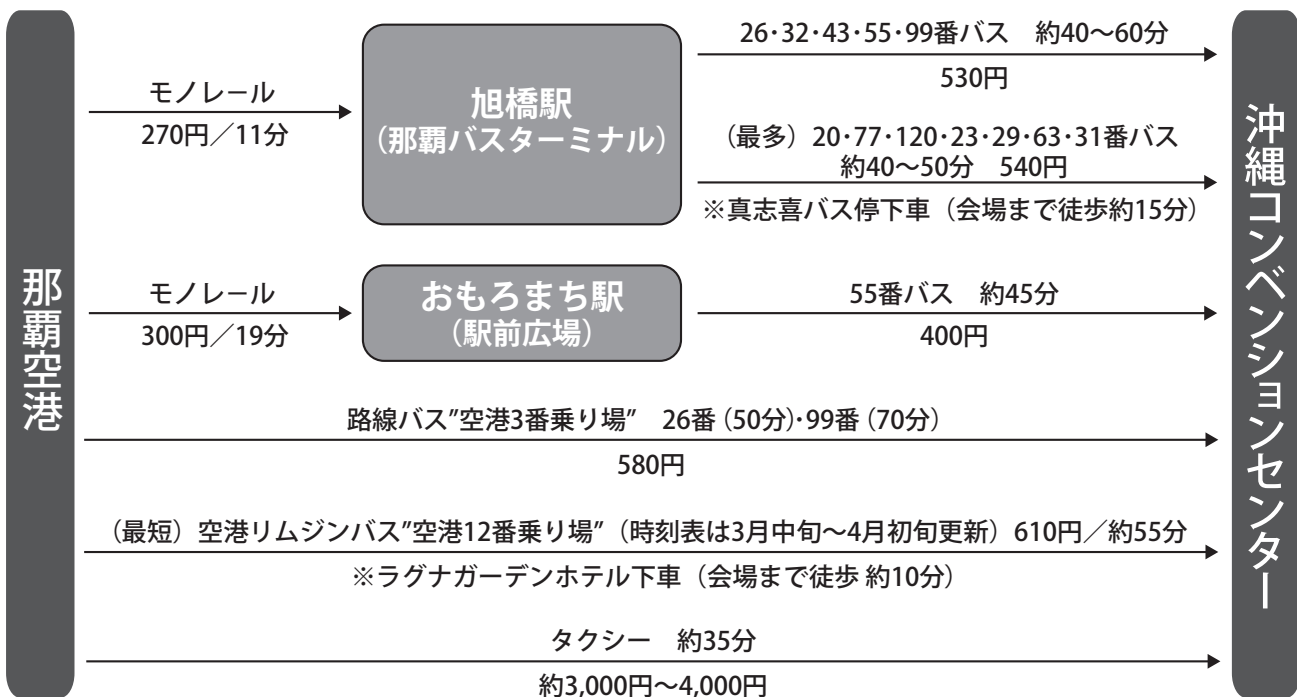 那覇空港
モノレール
270円／11分
旭橋駅
（那覇バスターミナル）
26･32･43･55･99番バス　約40〜60分
530円
（最多）20･77･120･23･29･63･31番バス
約40〜50分　540円
※真志喜バス停下車（会場まで徒歩約15分）
モノレール
300円／19分
おもろまち駅
（駅前広場）
55番バス　約45分
400円
路線バス”空港3番乗り場”　26番（50分）･99番（70分）
580円
（最短）空港リムジンバス”空港12番乗り場”（時刻表は3月中旬〜4月初旬更新）610円／約55分
※ラグナガーデンホテル下車（会場まで徒歩 約10分）
タクシー　約35分
約3,000円〜4,000円
沖縄コンベンションセンター